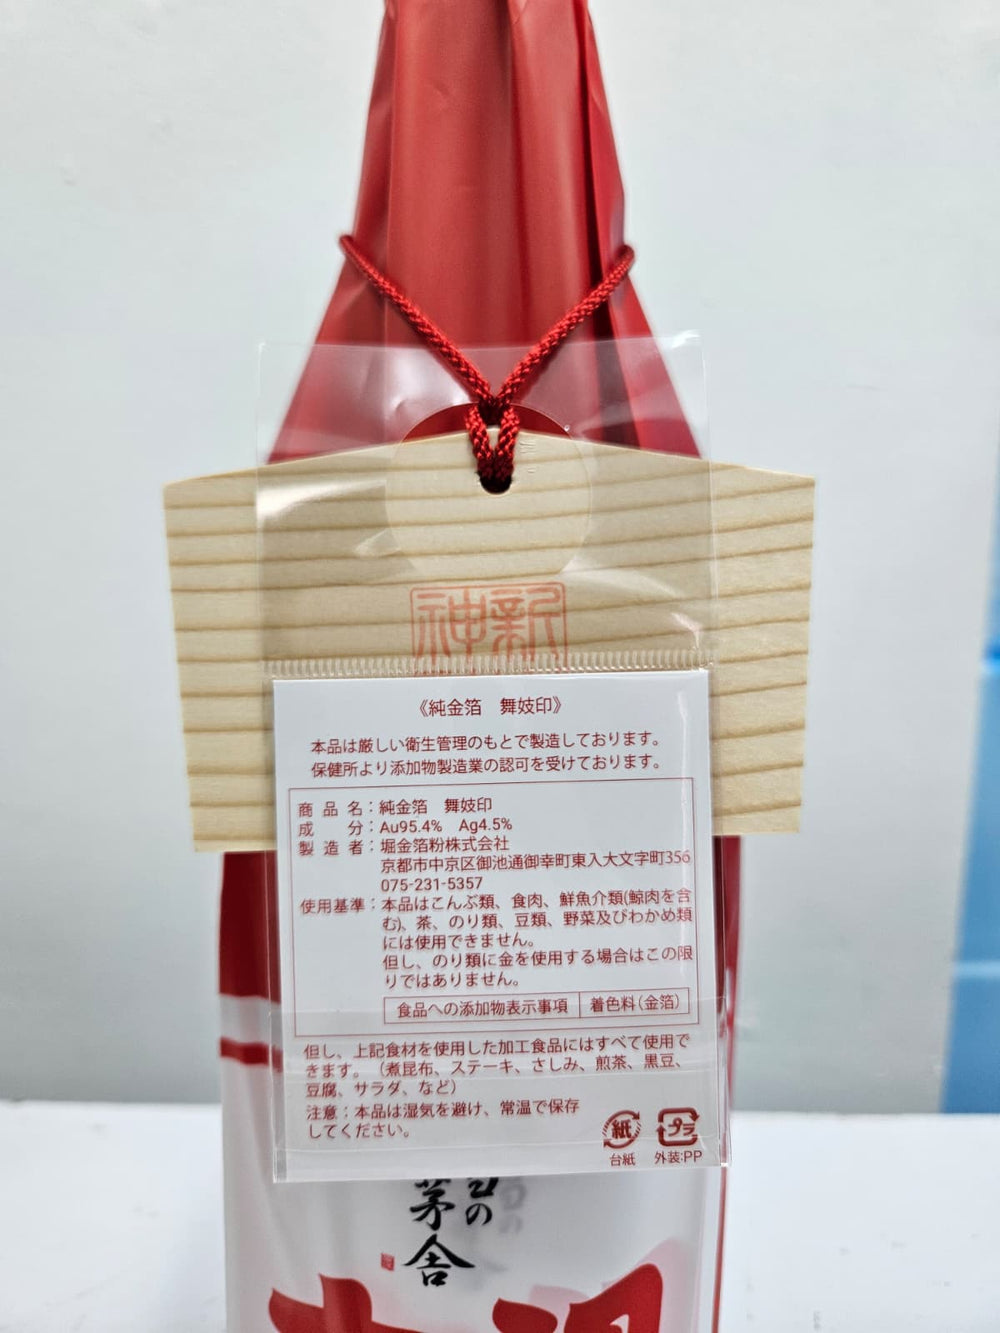 神新
《純金箔 舞妓印》
本品は厳しい衛生管理のもとで製造しております。
保健所より添加物製造業の認可を受けております。
商品名：純金箔 舞妓印
成分：Au95.4% Ag4.5%
製造者：堀金箔粉株式会社
京都市中京区御池通御幸町東入大文字町356
075-231-5357
使用基準：本品はこんぶ類、食肉、鮮魚介類(鯨肉を含
む)、茶、のり類、豆類、野菜及びわかめ類
には使用できません。
但し、のり類に金を使用する場合はこの限
りではありません。
食品への添加物表示事項 着色料(金箔)
但し、上記食材を使用した加工食品にはすべて使用で
きます。（煮昆布、ステーキ、さしみ、煎茶、黒豆、
豆腐、サラダ、など）
注意：本品は湿気を避け、常温で保存
してください。
紙 プラ
台紙 外装:PP
の
茅舎